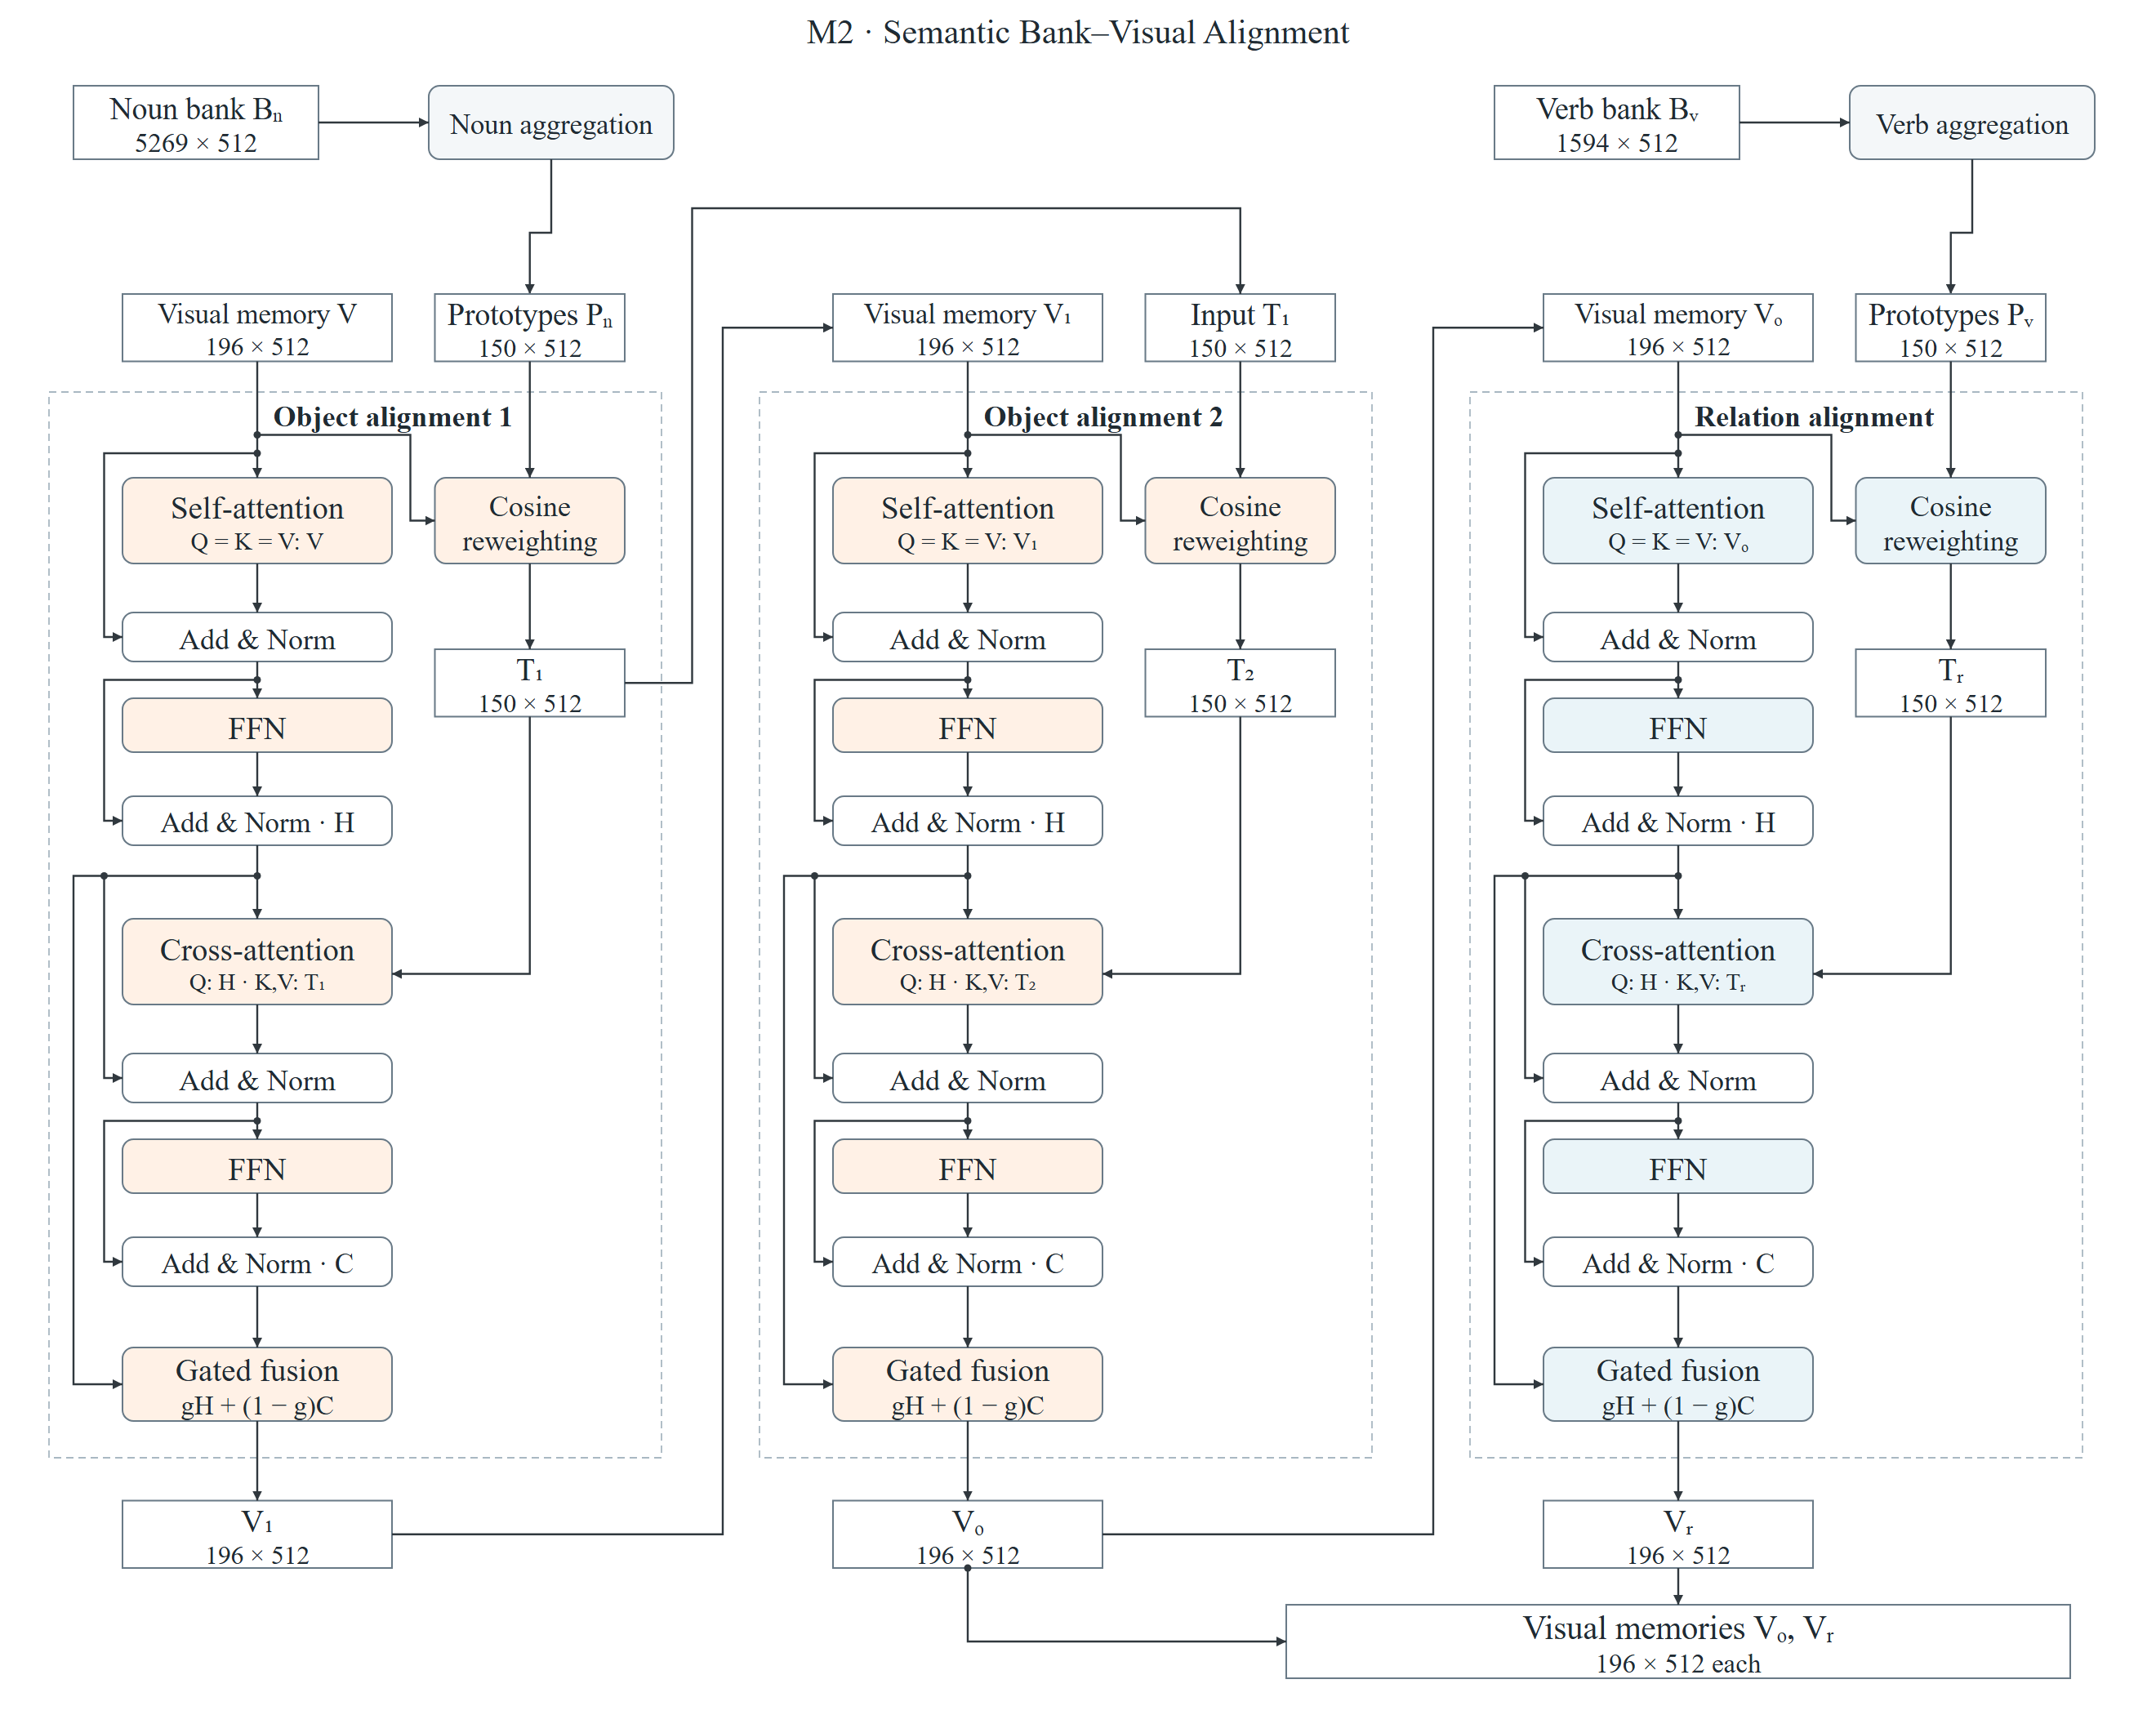 M2 · Semantic Bank–Visual Alignment
Noun bank Bₙ
5269 × 512
Noun aggregation
Verb bank Bᵥ
1594 × 512
Verb aggregation
Visual memory V
196 × 512
Prototypes Pₙ
150 × 512
Visual memory V₁
196 × 512
Input T₁
150 × 512
Visual memory Vₒ
196 × 512
Prototypes Pᵥ
150 × 512
Object alignment 1
Self-attention
Q = K = V: V
Cosine
reweighting
Add & Norm
T₁
150 × 512
FFN
Add & Norm · H
Cross-attention
Q: H · K,V: T₁
Add & Norm
FFN
Add & Norm · C
Gated fusion
gH + (1 − g)C
V₁
196 × 512
Object alignment 2
Self-attention
Q = K = V: V₁
Cosine
reweighting
Add & Norm
T₂
150 × 512
FFN
Add & Norm · H
Cross-attention
Q: H · K,V: T₂
Add & Norm
FFN
Add & Norm · C
Gated fusion
gH + (1 − g)C
Vₒ
196 × 512
Relation alignment
Self-attention
Q = K = V: Vₒ
Cosine
reweighting
Add & Norm
Tᵣ
150 × 512
FFN
Add & Norm · H
Cross-attention
Q: H · K,V: Tᵣ
Add & Norm
FFN
Add & Norm · C
Gated fusion
gH + (1 − g)C
Vᵣ
196 × 512
Visual memories Vₒ, Vᵣ
196 × 512 each